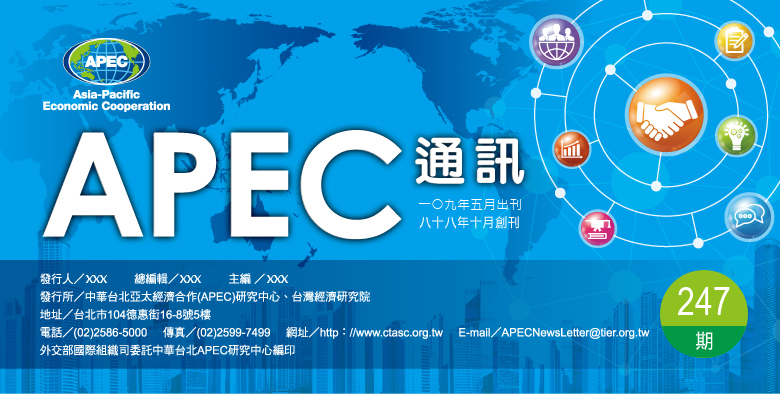 APEC
Asia-Pacific
Economic Cooperation
APEC 通訊
一〇九年五月出刊
八十八年十月創刊
發行人／XXX 總編輯／XXX 主編／XXX
發行所／中華台北亞太經濟合作(APEC)研究中心、台灣經濟研究院
地址／台北市104德惠街16-8號5樓
電話／(02)2586-5000 傳真／(02)2599-7499 網址／http：//www.ctasc.org.tw E-mail／APECNewsLetter@tier.org.tw
外交部國際組織司委託中華台北APEC研究中心編印
247
期